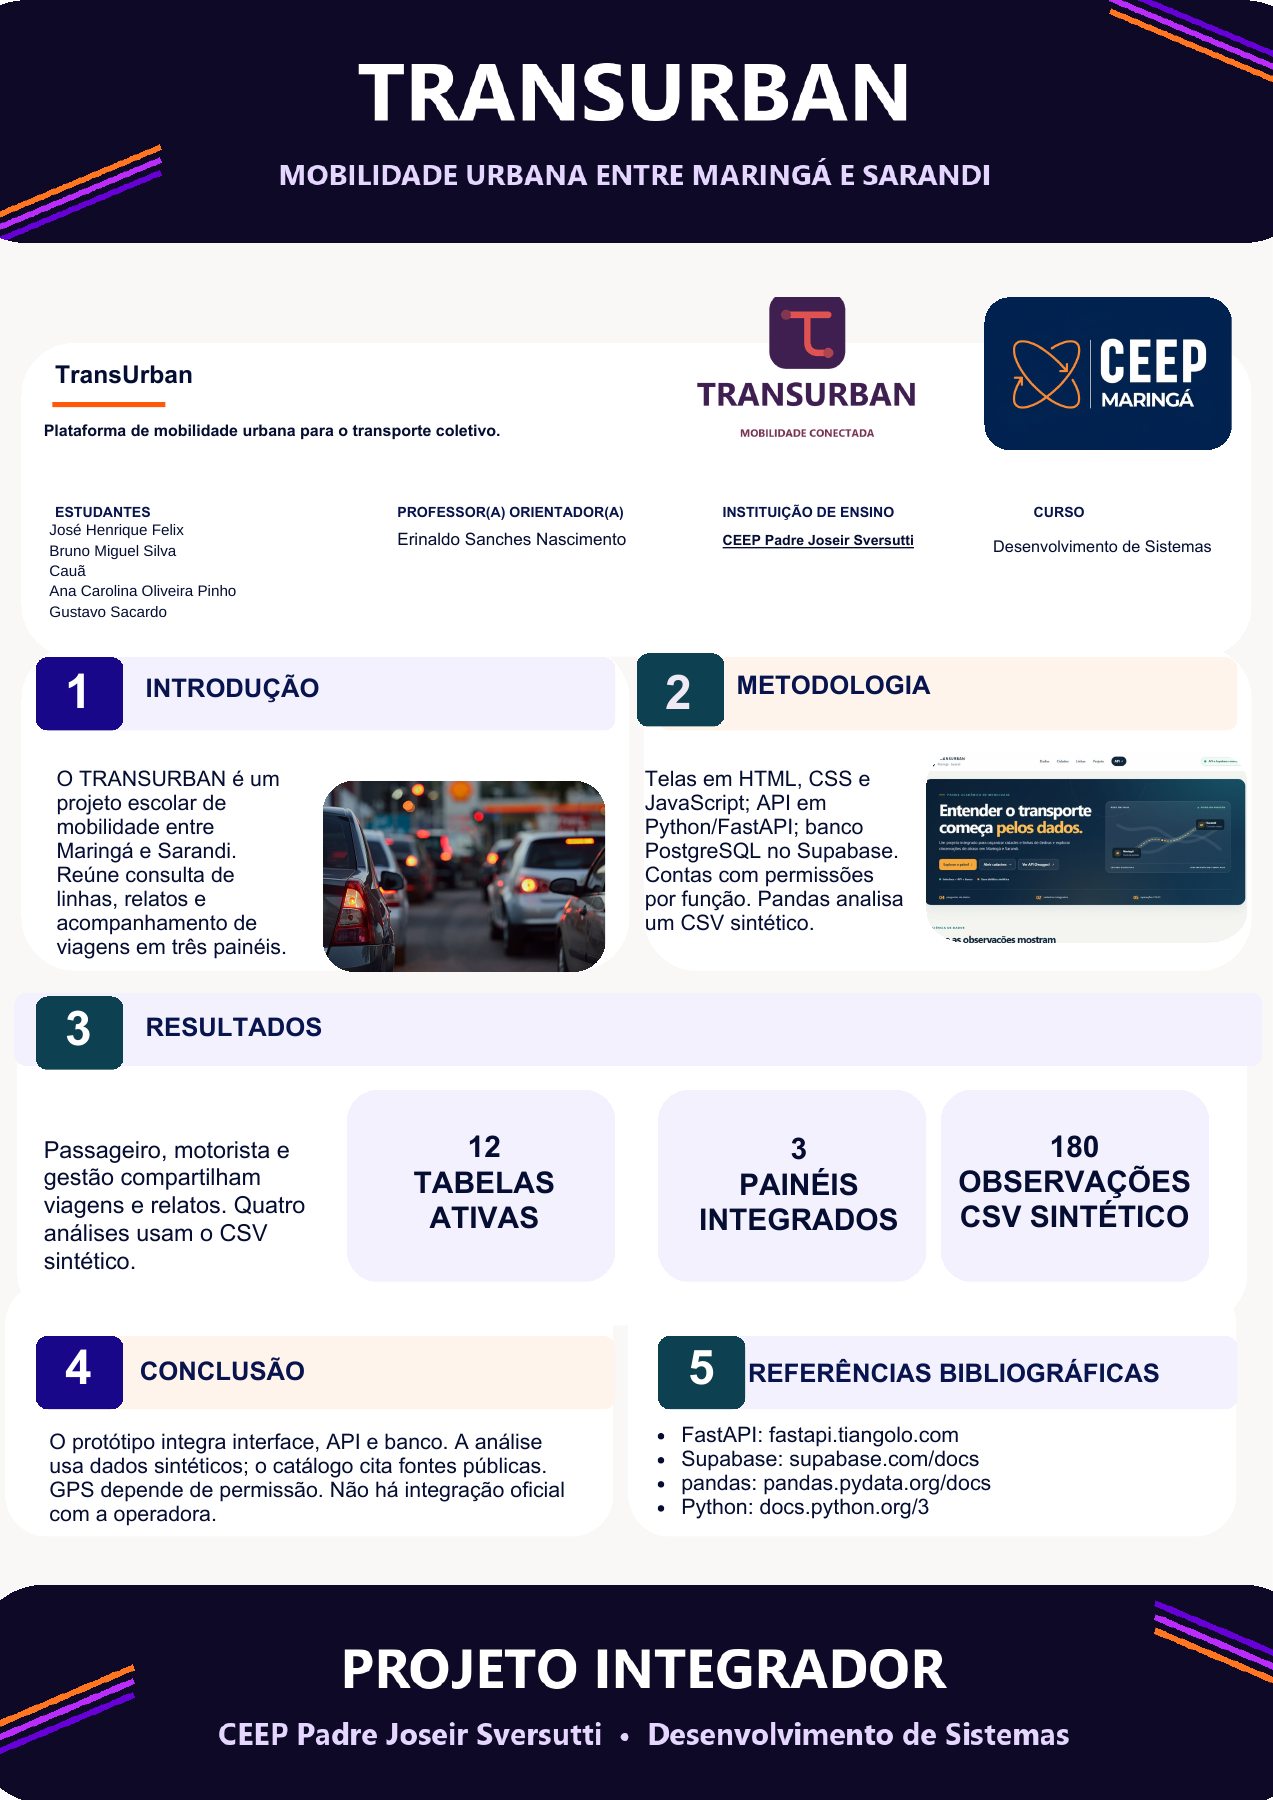 TRANSURBAN
MOBILIDADE URBANA ENTRE MARINGÁ E SARANDI
TransUrban
Plataforma de mobilidade urbana para o transporte coletivo.
TRANSURBAN
MOBILIDADE CONECTADA
CEEP
MARINGÁ
ESTUDANTES
José Henrique Felix
Bruno Miguel Silva
Cauã
Ana Carolina Oliveira Pinho
Gustavo Sacardo
PROFESSOR(A) ORIENTADOR(A)
Erinaldo Sanches Nascimento
INSTITUIÇÃO DE ENSINO
CEEP Padre Joseir Sversutti
CURSO
Desenvolvimento de Sistemas
1
INTRODUÇÃO
O TRANSURBAN é um
projeto escolar de
mobilidade entre
Maringá e Sarandi.
Reúne consulta de
linhas, relatos e
acompanhamento de
viagens em três painéis.
2
METODOLOGIA
Telas em HTML, CSS e
JavaScript; API em
Python/FastAPI; banco
PostgreSQL no Supabase.
Contas com permissões
por função. Pandas analisa
um CSV sintético.
Entender o transporte
começa pelos dados.
as observações mostram
3
RESULTADOS
Passageiro, motorista e
gestão compartilham
viagens e relatos. Quatro
análises usam o CSV
sintético.
12
TABELAS
ATIVAS
3
PAINÉIS
INTEGRADOS
180
OBSERVAÇÕES
CSV SINTÉTICO
4
CONCLUSÃO
O protótipo integra interface, API e banco. A análise
usa dados sintéticos; o catálogo cita fontes públicas.
GPS depende de permissão. Não há integração oficial
com a operadora.
5
REFERÊNCIAS BIBLIOGRÁFICAS
• FastAPI: fastapi.tiangolo.com
• Supabase: supabase.com/docs
• pandas: pandas.pydata.org/docs
• Python: docs.python.org/3
PROJETO INTEGRADOR
CEEP Padre Joseir Sversutti • Desenvolvimento de Sistemas